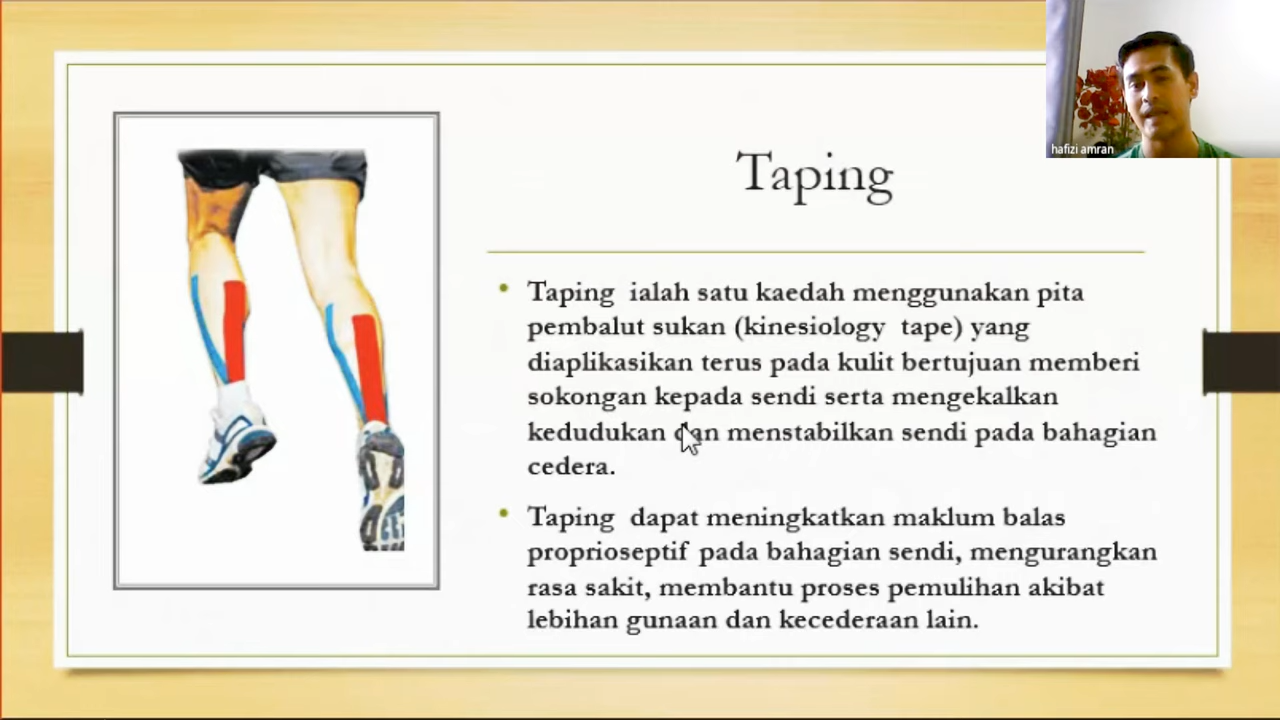 hafizi amran
Taping
Taping ialah satu kaedah menggunakan pita
pembalut sukan (kinesiology tape) yang
diaplikasikan terus pada kulit bertujuan memberi
sokongan kepada sendi serta mengekalkan
kedudukan dan menstabilkan sendi pada bahagian
cedera.
Taping dapat meningkatkan maklum balas
proprioseptif pada bahagian sendi, mengurangkan
rasa sakit, membantu proses pemulihan akibat
lebihan gunaan dan kecederaan lain.